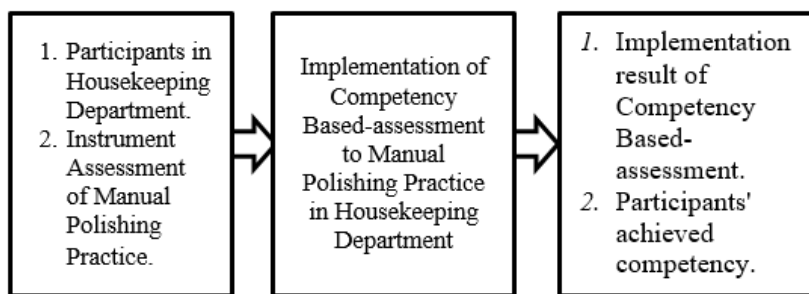 1. Participants in
Housekeeping
Department.
2. Instrument
Assessment
of Manual
Polishing
Practice.
Implementation of
Competency
Based-assessment
to Manual
Polishing Practice
in Housekeeping
Department
1. Implementation
result of
Competency
Based-
assessment.
2. Participants'
achieved
competency.